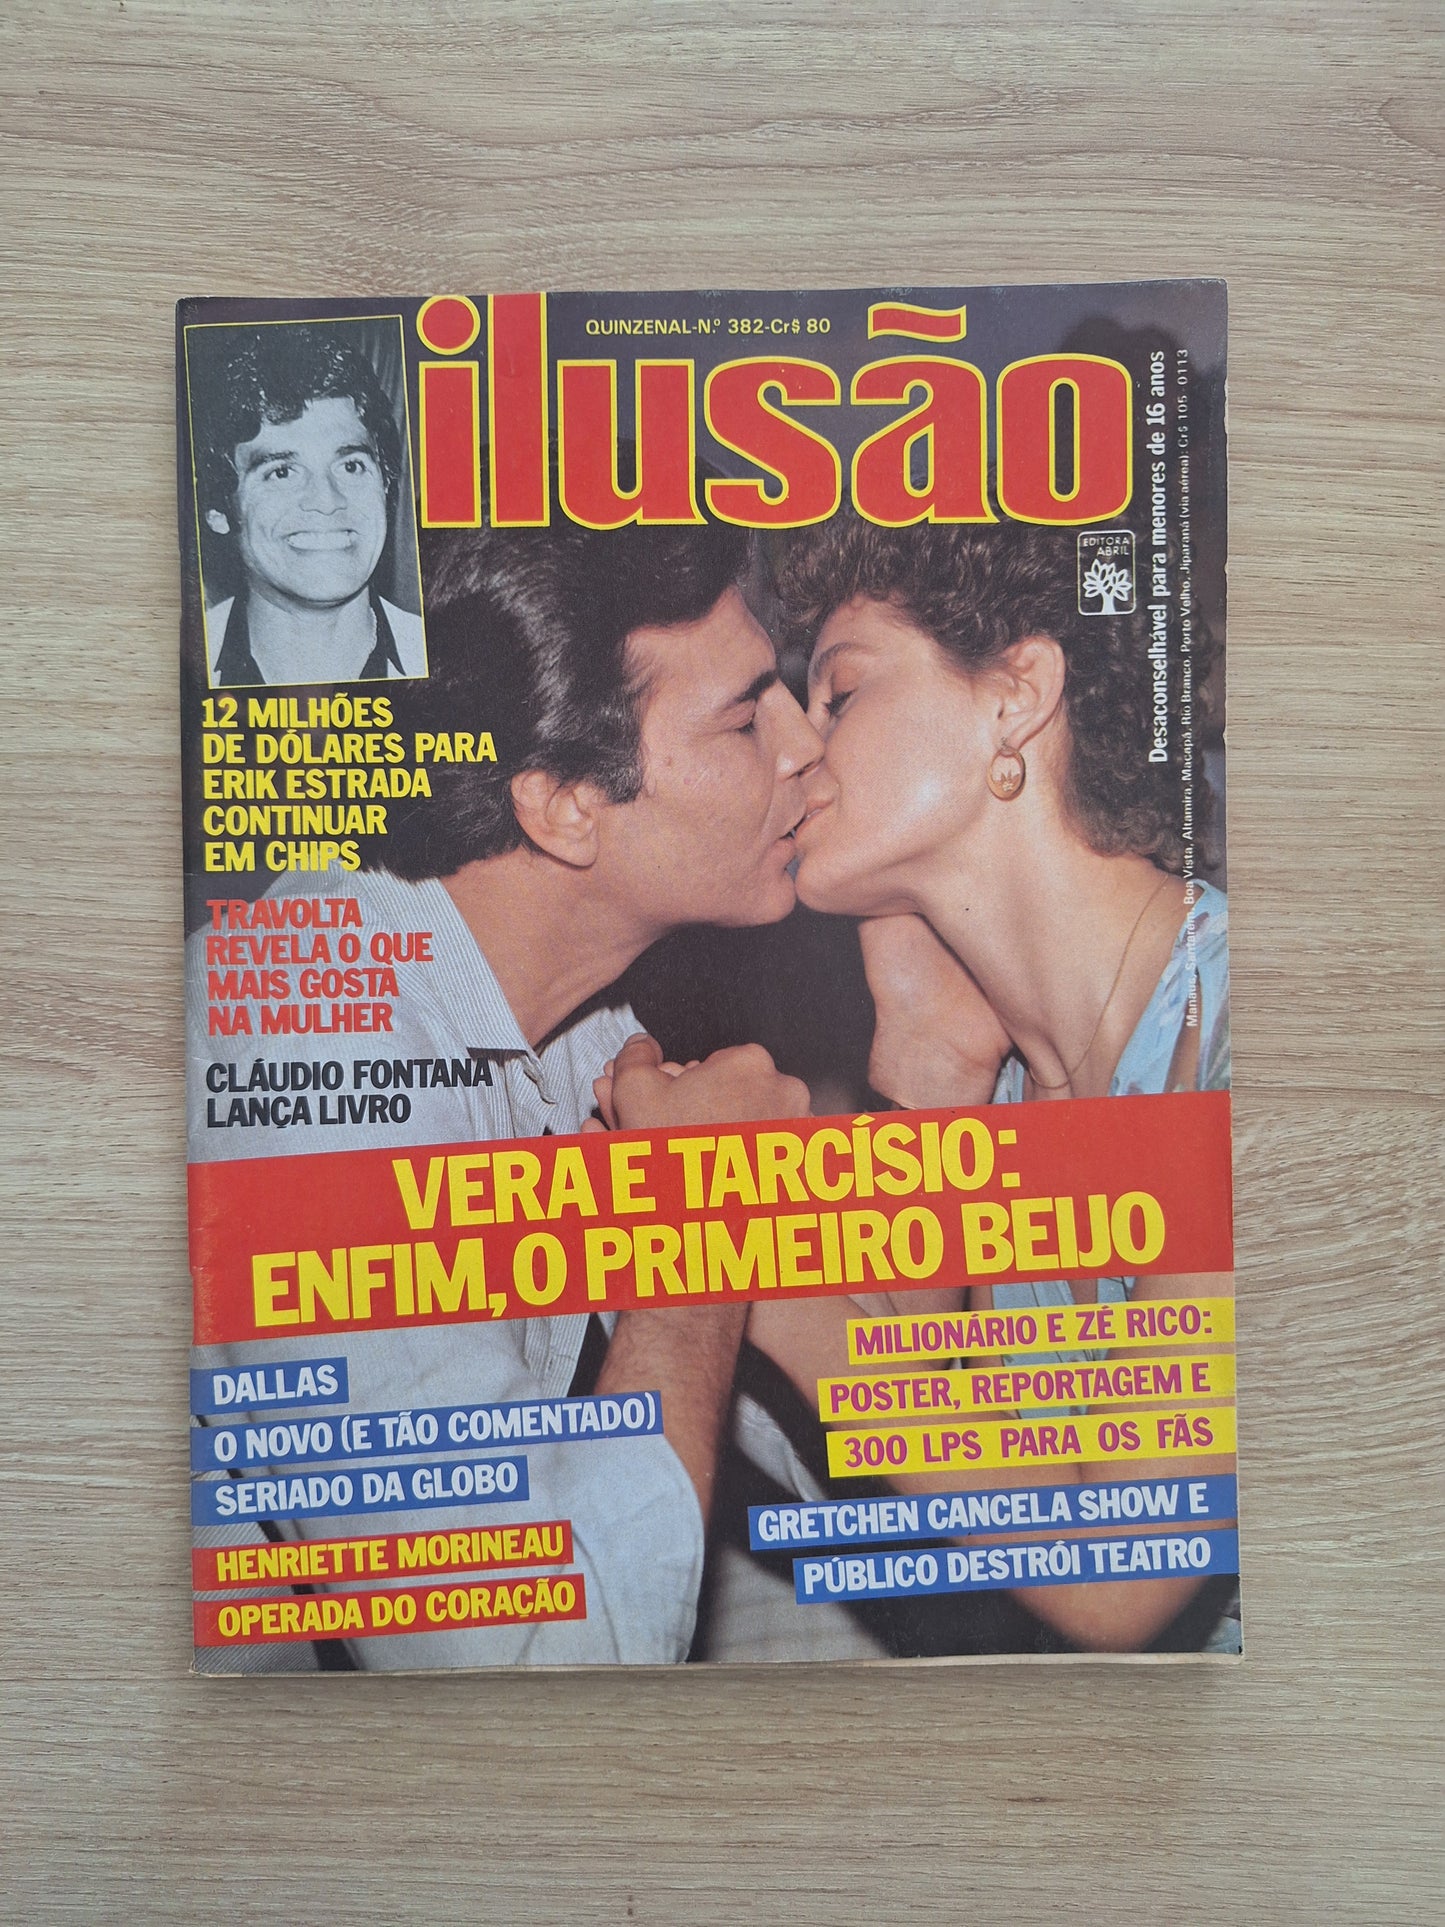 QUINZENAL-N.º 382-Cr$ 80
ilusão
EDITORA
ABRIL
Desaconselhável para menores de 16 anos
Manaus, Santarém, Boa Vista, Altamira, Macapá, Rio Branco, Porto Velho, Jiparaná (via aérea): Cr$ 105 0113
12 MILHÕES
DE DÓLARES PARA
ERIK ESTRADA
CONTINUAR
EM CHIPS
TRAVOLTA
REVELA O QUE
MAIS GOSTA
NA MULHER
CLÁUDIO FONTANA
LANÇA LIVRO
VERA E TARCÍSIO:
ENFIM, O PRIMEIRO BEIJO
DALLAS
O NOVO (E TÃO COMENTADO)
SERIADO DA GLOBO
HENRIETTE MORINEAU
OPERADA DO CORAÇÃO
MILIONÁRIO E ZÉ RICO:
POSTER, REPORTAGEM E
300 LPS PARA OS FÃS
GRETCHEN CANCELA SHOW E
PÚBLICO DESTRÓI TEATRO